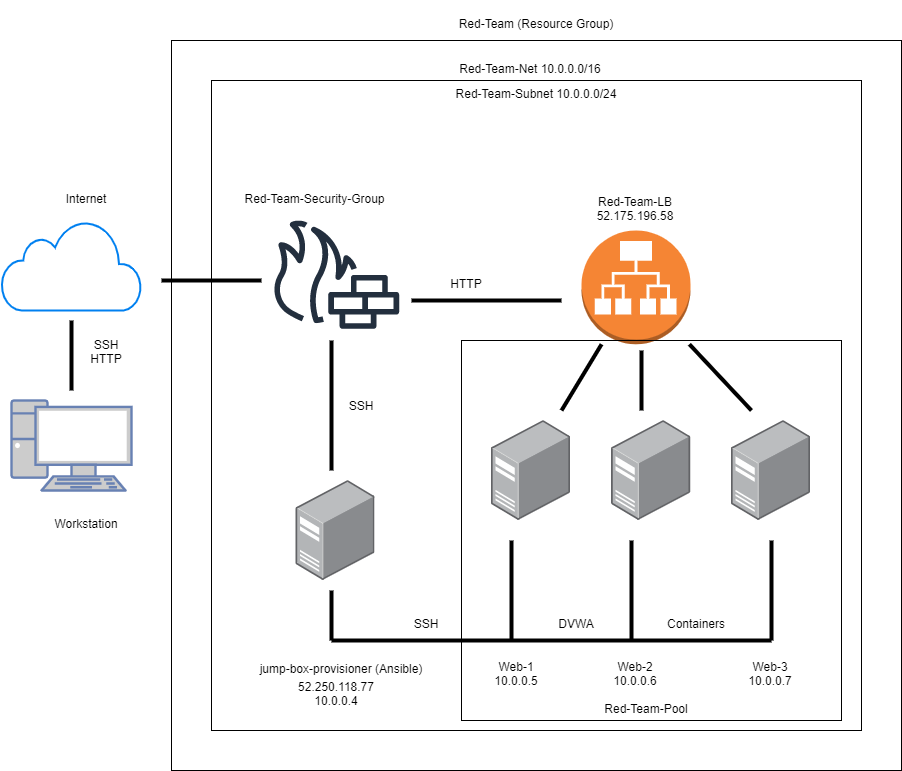 Red-Team (Resource Group)
Red-Team-Net 10.0.0.0/16
Red-Team-Subnet 10.0.0.0/24
Internet
Red-Team-Security-Group
Red-Team-LB
52.175.196.58
HTTP
SSH
HTTP
SSH
Workstation
SSH
DVWA
Containers
jump-box-provisioner (Ansible)
52.250.118.77
10.0.0.4
Web-1
10.0.0.5
Web-2
10.0.0.6
Web-3
10.0.0.7
Red-Team-Pool